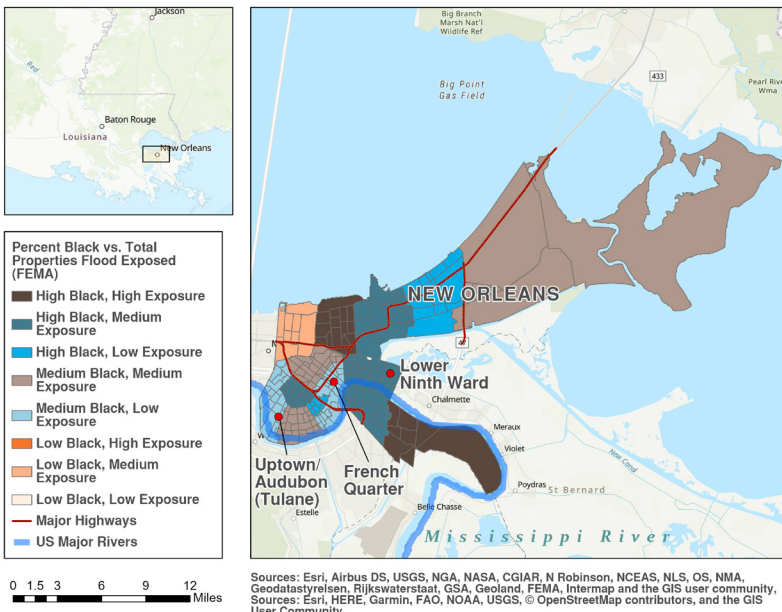 Jackson
Red
Baton Rouge
Louisiana
New Orleans
Big Branch
Marsh Nat'l
Wildlife Ref
433
Pearl River
Wma
Big Point
Gas Field
Percent Black vs. Total
Properties Flood Exposed
(FEMA)
High Black, High Exposure
High Black, Medium
Exposure
High Black, Low Exposure
Medium Black, Medium
Exposure
Medium Black, Low
Exposure
Low Black, High Exposure
Low Black, Medium
Exposure
Low Black, Low Exposure
Major Highways
US Major Rivers
NEW ORLEANS
Lower
Ninth Ward
Chalmette
Meraux
Violet
Poydras
St Bernard
New Canal
Uptown/
Audubon
(Tulane)
French
Quarter
Estelle
Belle Chasse
Mississippi River
0 1.5 3 6 9 12
Miles
Sources: Esri, Airbus DS, USGS, NGA, NASA, CGIAR, N Robinson, NCEAS, NLS, OS, NMA,
Geodatastyrelsen, Rijkswaterstaat, GSA, Geoland, FEMA, Intermap and the GIS user community,
Sources: Esri, HERE, Garmin, FAO, NOAA, USGS, © OpenStreetMap contributors, and the GIS
User Community